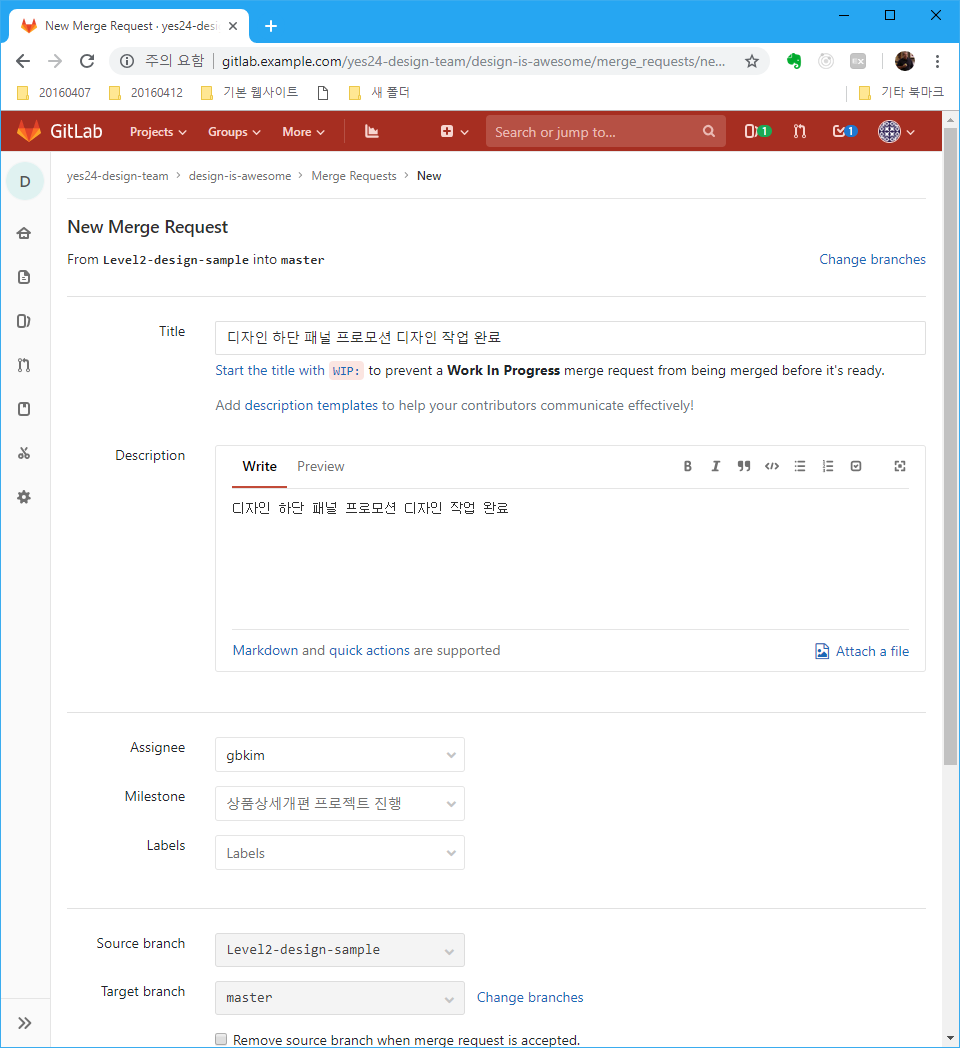 New Merge Request · yes24-desi
주의 요함 | gitlab.example.com/yes24-design-team/design-is-awesome/merge_requests/ne...
20160407 20160412 기본 웹사이트 새 폴더 기타 북마크
GitLab Projects Groups More Search or jump to... 1 1
D
yes24-design-team > design-is-awesome > Merge Requests > New
New Merge Request
From Level2-design-sample into master Change branches
Title 디자인 하단 패널 프로모션 디자인 작업 완료
Start the title with WIP: to prevent a Work In Progress merge request from being merged before it's ready.
Add description templates to help your contributors communicate effectively!
Description Write Preview B I
디자인 하단 패널 프로모션 디자인 작업 완료
Markdown and quick actions are supported Attach a file
Assignee gbkim
Milestone 상품상세개편 프로젝트 진행
Labels Labels
Source branch Level2-design-sample
Target branch master Change branches
Remove source branch when merge request is accepted.